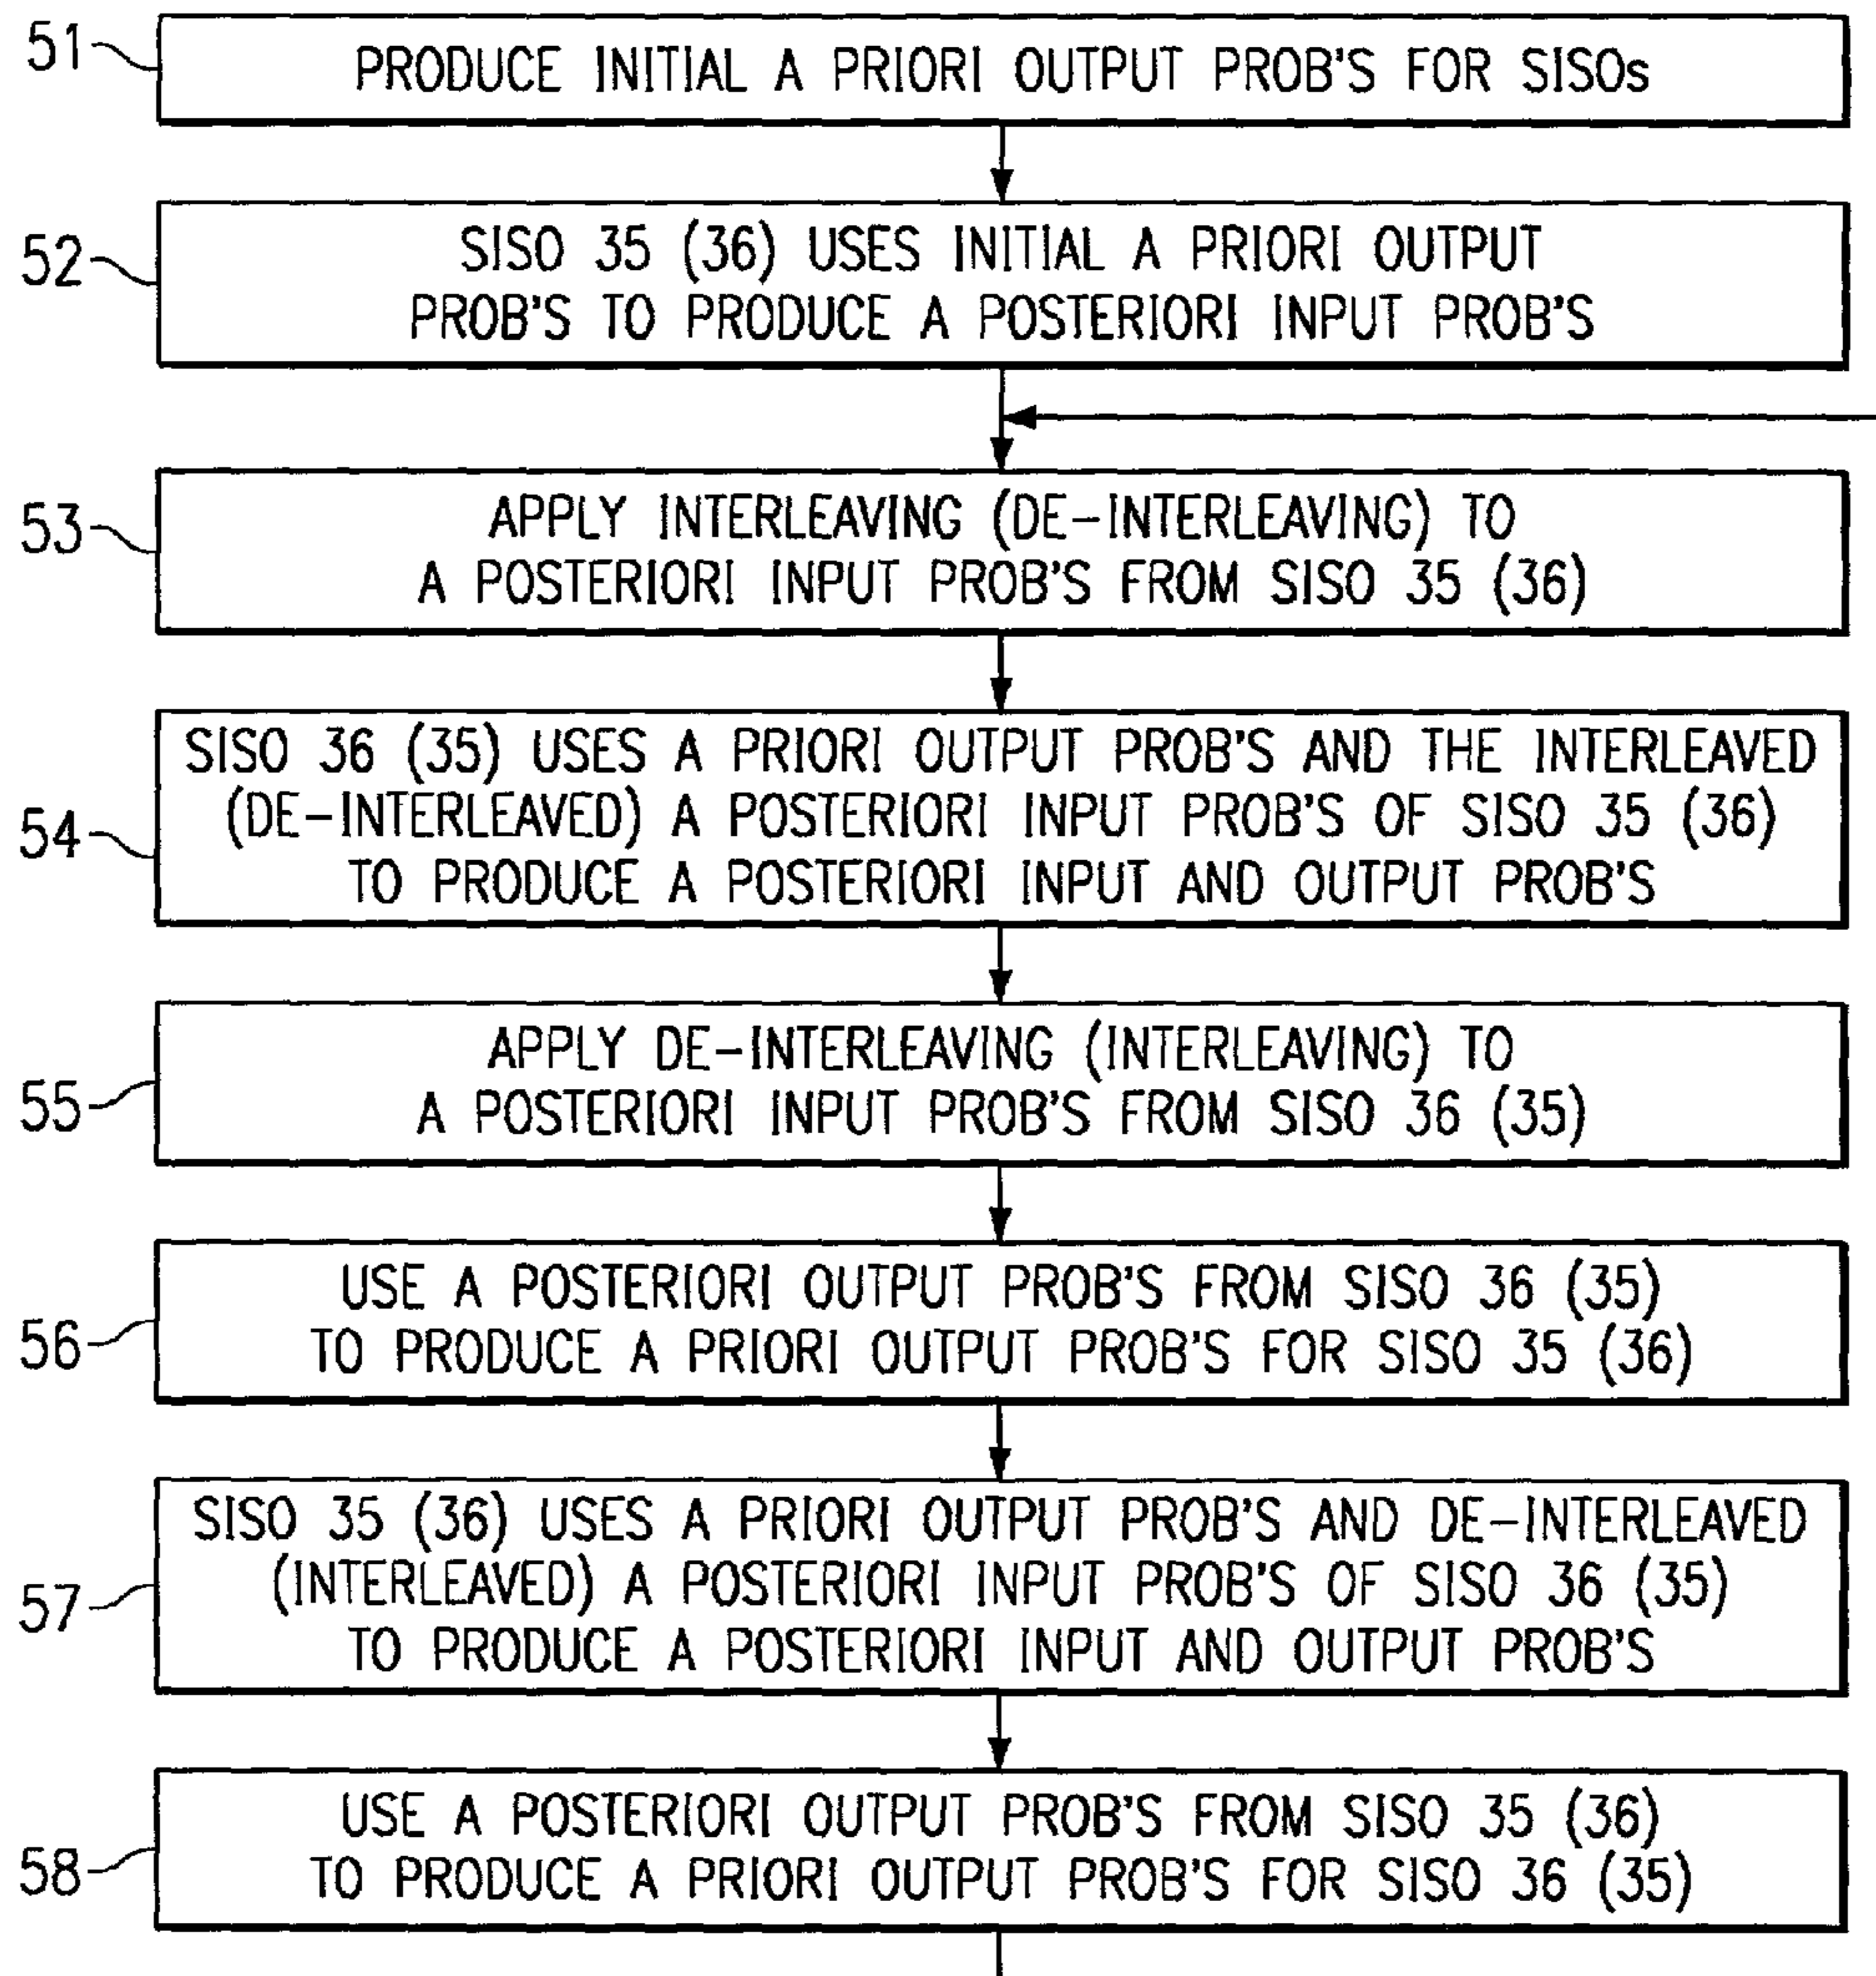 51
PRODUCE INITIAL A PRIORI OUTPUT PROB'S FOR SISOs
52
SISO 35 (36) USES INITIAL A PRIORI OUTPUT
PROB'S TO PRODUCE A POSTERIORI INPUT PROB'S
53
APPLY INTERLEAVING (DE-INTERLEAVING) TO
A POSTERIORI INPUT PROB'S FROM SISO 35 (36)
54
SISO 36 (35) USES A PRIORI OUTPUT PROB'S AND THE INTERLEAVED
(DE-INTERLEAVED) A POSTERIORI INPUT PROB'S OF SISO 35 (36)
TO PRODUCE A POSTERIORI INPUT AND OUTPUT PROB'S
55
APPLY DE-INTERLEAVING (INTERLEAVING) TO
A POSTERIORI INPUT PROB'S FROM SISO 36 (35)
56
USE A POSTERIORI OUTPUT PROB'S FROM SISO 36 (35)
TO PRODUCE A PRIORI OUTPUT PROB'S FOR SISO 35 (36)
57
SISO 35 (36) USES A PRIORI OUTPUT PROB'S AND DE-INTERLEAVED
(INTERLEAVED) A POSTERIORI INPUT PROB'S OF SISO 36 (35)
TO PRODUCE A POSTERIORI INPUT AND OUTPUT PROB'S
58
USE A POSTERIORI OUTPUT PROB'S FROM SISO 35 (36)
TO PRODUCE A PRIORI OUTPUT PROB'S FOR SISO 36 (35)